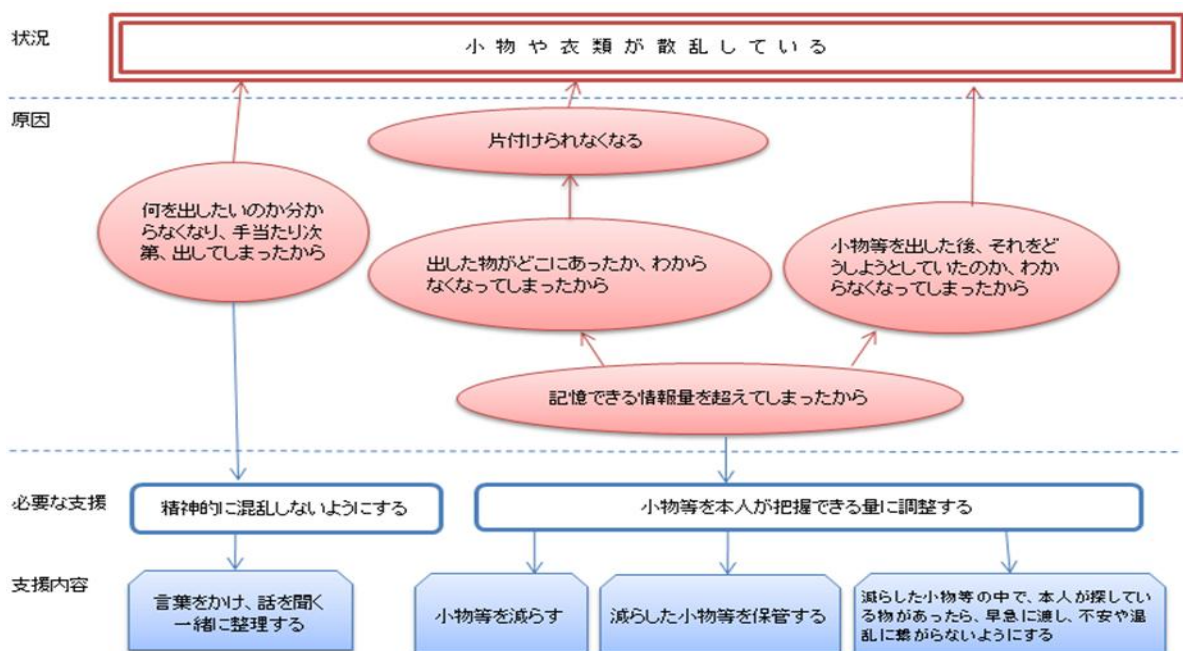 状況
小物や衣類が散乱している
原因
片付けられなくなる
何を出したいのか分か
らなくなり、手当たり次
第、出してしまったから
出した物がどこにあったか、わから
なくなってしまったから
小物等を出した後、それをど
うしようとしていたのか、わか
らなくなってしまったから
記憶できる情報量を超えてしまったから
必要な支援
精神的に混乱しないようにする
小物等を本人が把握できる量に調整する
支援内容
言葉をかけ、話を聞く
一緒に整理する
小物等を減らす
減らした小物等を保管する
減らした小物等の中で、本人が探してい
る物があったら、早急に渡し、不安や混
乱に繋がらないようにする